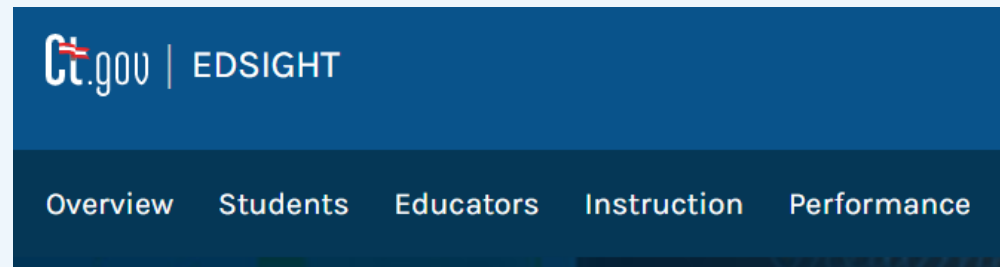 Ct.gov | EDSIGHT
Overview Students Educators Instruction Performance